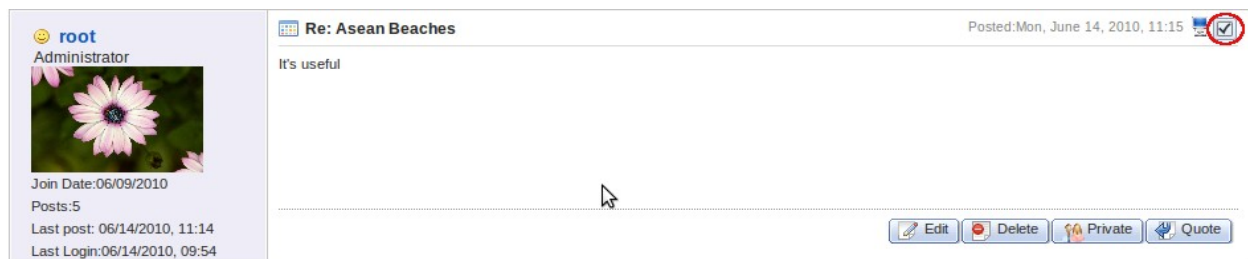 root
Administrator
Join Date:06/09/2010
Posts:5
Last post: 06/14/2010, 11:14
Last Login:06/14/2010, 09:54
Re: Asean Beaches
Posted:Mon, June 14, 2010, 11:15
It's useful
Edit Delete Private Quote